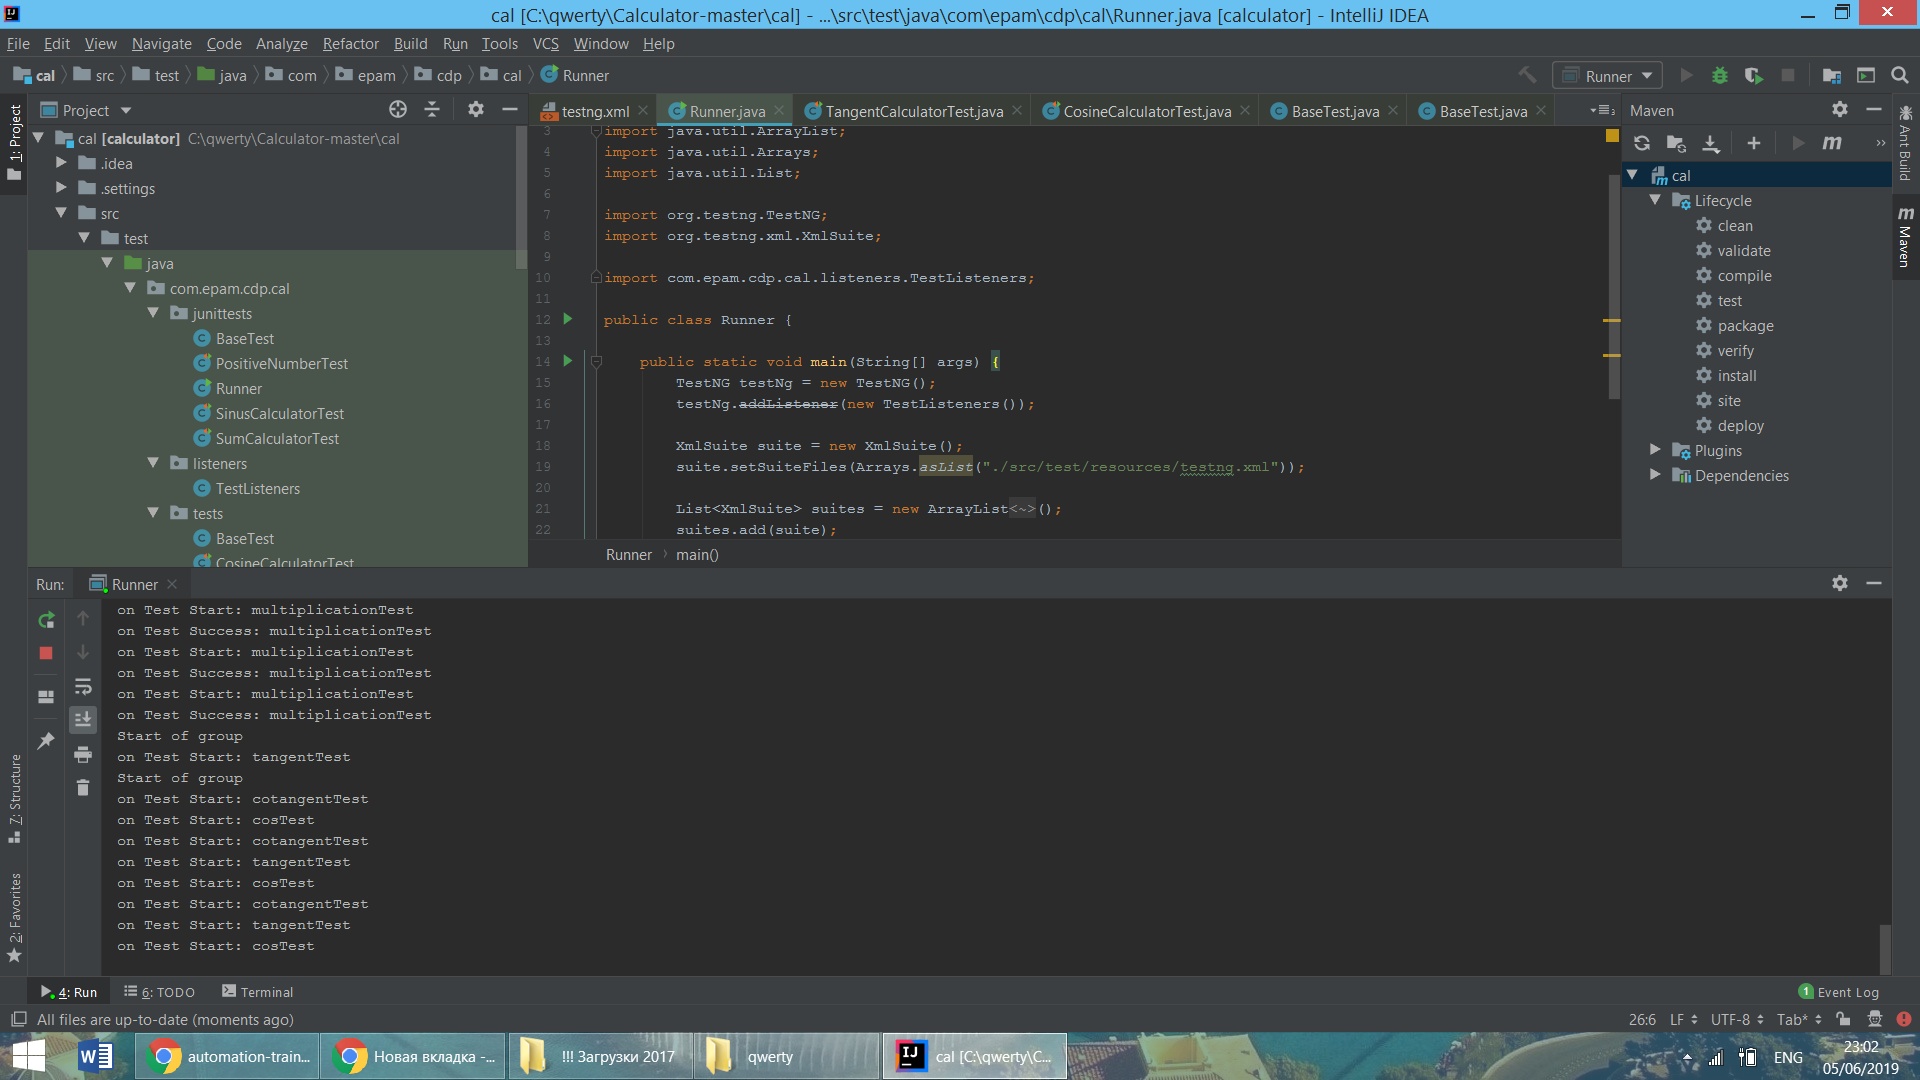 cal [C:\qwerty\Calculator-master\cal] - ...\src\test\java\com\epam\cdp\cal\Runner.java [calculator] - IntelliJ IDEA
File Edit View Navigate Code Analyze Refactor Build Run Tools VCS Window Help
cal src test java com epam cdp cal Runner
Runner
1: Project
Project
cal [calculator] C:\qwerty\Calculator-master\cal
.idea
.settings
src
test
java
com.epam.cdp.cal
junittests
BaseTest
PositiveNumberTest
Runner
SinusCalculatorTest
SumCalculatorTest
listeners
TestListeners
tests
BaseTest
CosineCalculatorTest
testng.xml Runner.java TangentCalculatorTest.java CosineCalculatorTest.java BaseTest.java BaseTest.java
3 import java.util.ArrayList;
4 import java.util.Arrays;
5 import java.util.List;
6
7 import org.testng.TestNG;
8 import org.testng.xml.XmlSuite;
9
10 import com.epam.cdp.cal.listeners.TestListeners;
11
12 public class Runner {
13
14 public static void main(String[] args) {
15 TestNG testNg = new TestNG();
16 testNg.addListener(new TestListeners());
17
18 XmlSuite suite = new XmlSuite();
19 suite.setSuiteFiles(Arrays.asList("./src/test/resources/testng.xml"));
20
21 List<XmlSuite> suites = new ArrayList<~>();
22 suites.add(suite);
Runner main()
Maven
cal
Lifecycle
clean
validate
compile
test
package
verify
install
site
deploy
Plugins
Dependencies
Ant Build
m Maven
Run: Runner
on Test Start: multiplicationTest
on Test Success: multiplicationTest
on Test Start: multiplicationTest
on Test Success: multiplicationTest
on Test Start: multiplicationTest
on Test Success: multiplicationTest
Start of group
on Test Start: tangentTest
Start of group
on Test Start: cotangentTest
on Test Start: cosTest
on Test Start: cotangentTest
on Test Start: tangentTest
on Test Start: cosTest
on Test Start: cotangentTest
on Test Start: tangentTest
on Test Start: cosTest
Z: Structure
2: Favorites
4: Run 6: TODO Terminal 1 Event Log
All files are up-to-date (moments ago) 26:6 LF UTF-8 Tab*
automation-train... Новая вкладка -... !!! Загрузки 2017 qwerty cal [C:\qwerty\C... ENG
23:02
05/06/2019